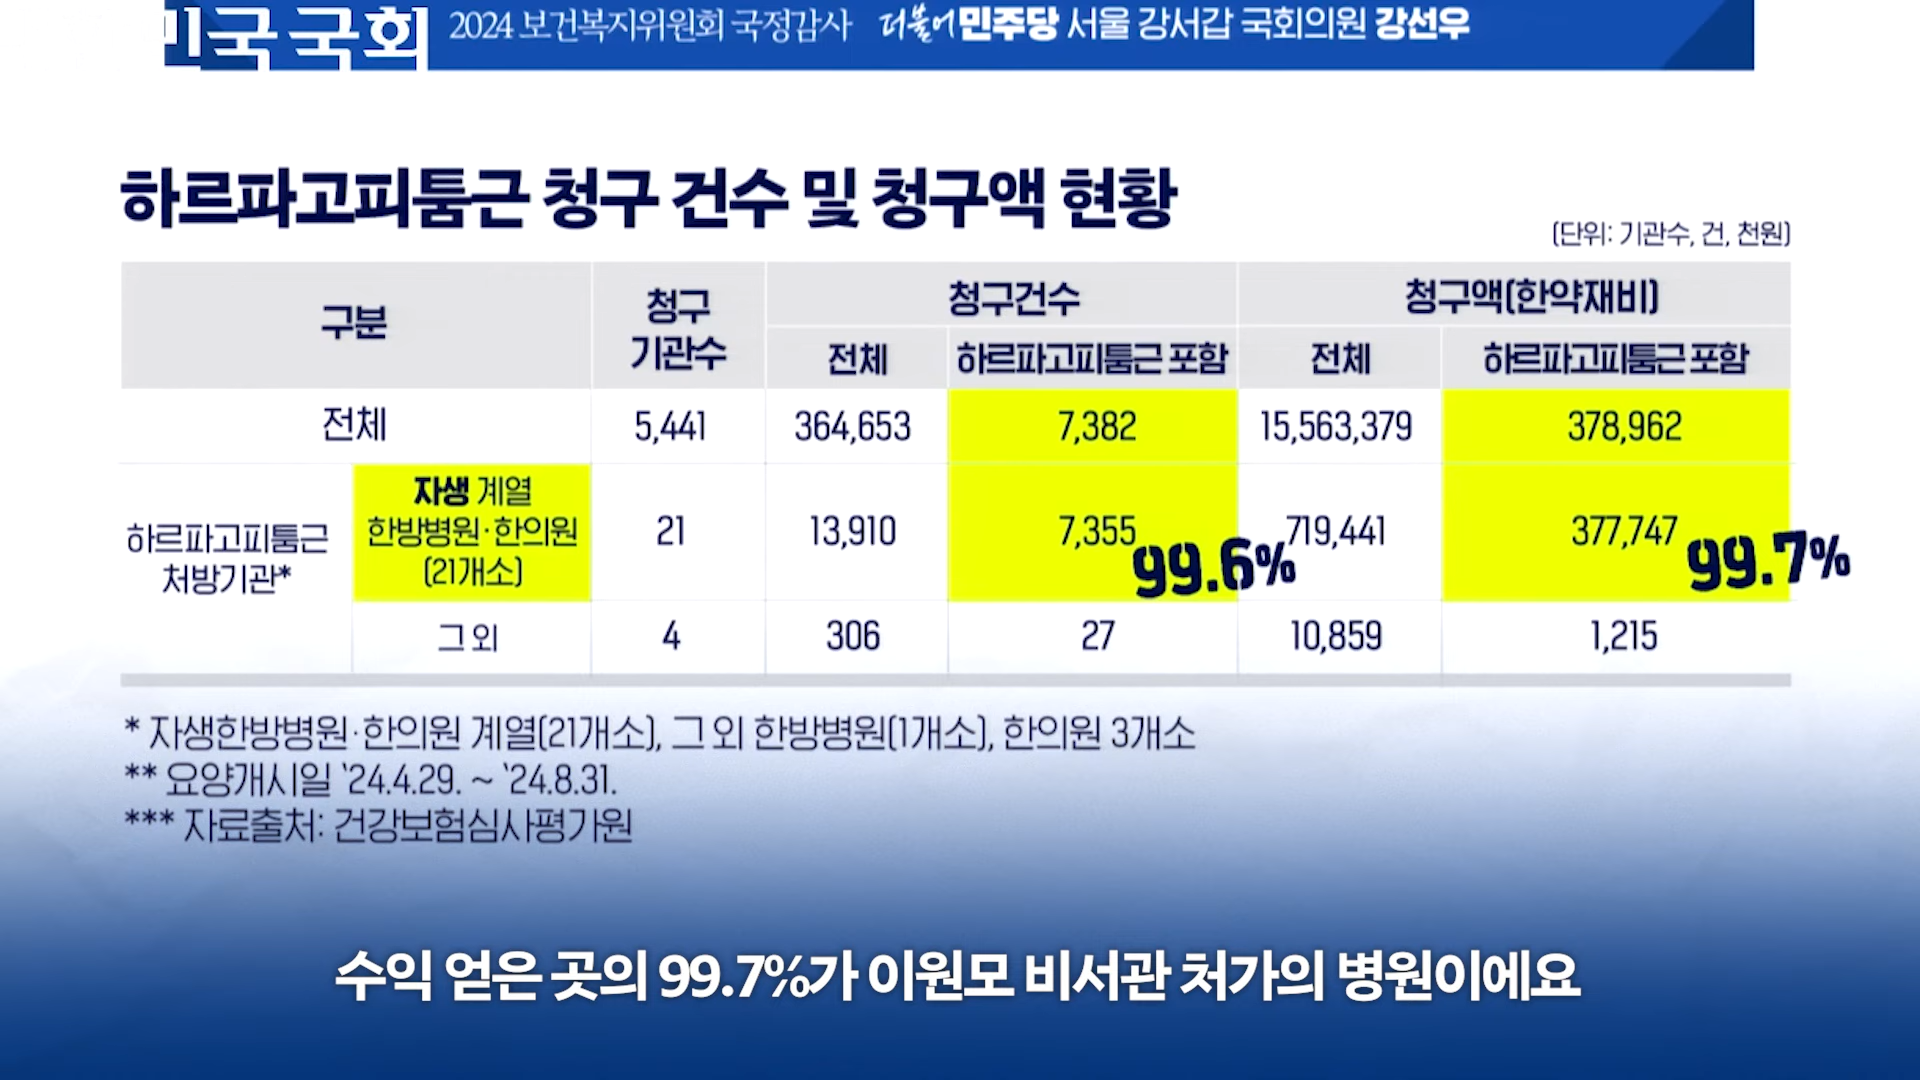 국 국회 2024 보건복지위원회 국정감사 더불어민주당 서울 강서갑 국회의원 강선우
하르파고피툼근 청구 건수 및 청구액 현황
(단위: 기관수, 건, 천원)
구분 청구 기관수 청구건수 청구액(한약재비)
전체 하르파고피툼근 포함 전체 하르파고피툼근 포함
전체 5,441 364,653 7,382 15,563,379 378,962
하르파고피툼근
처방기관*
자생 계열
한방병원·한의원
(21개소)
21 13,910 7,355 99.6% 719,441 377,747 99.7%
그 외 4 306 27 10,859 1,215
* 자생한방병원·한의원 계열(21개소), 그 외 한방병원(1개소), 한의원 3개소
** 요양개시일 '24.4.29. ~ '24.8.31.
*** 자료출처: 건강보험심사평가원
수익 얻은 곳의 99.7%가 이원모 비서관 처가의 병원이에요